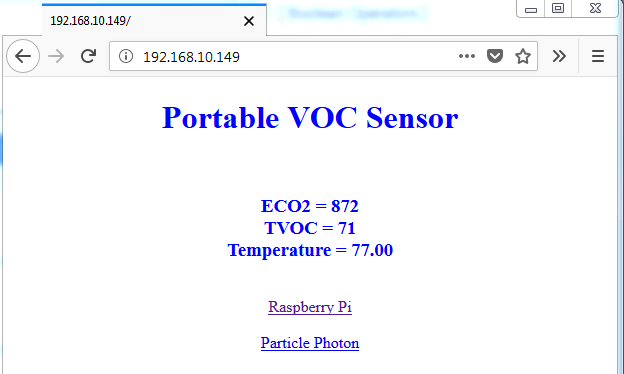 192.168.10.149/
192.168.10.149
Portable VOC Sensor
ECO2 = 872
TVOC = 71
Temperature = 77.00
Raspberry Pi
Particle Photon